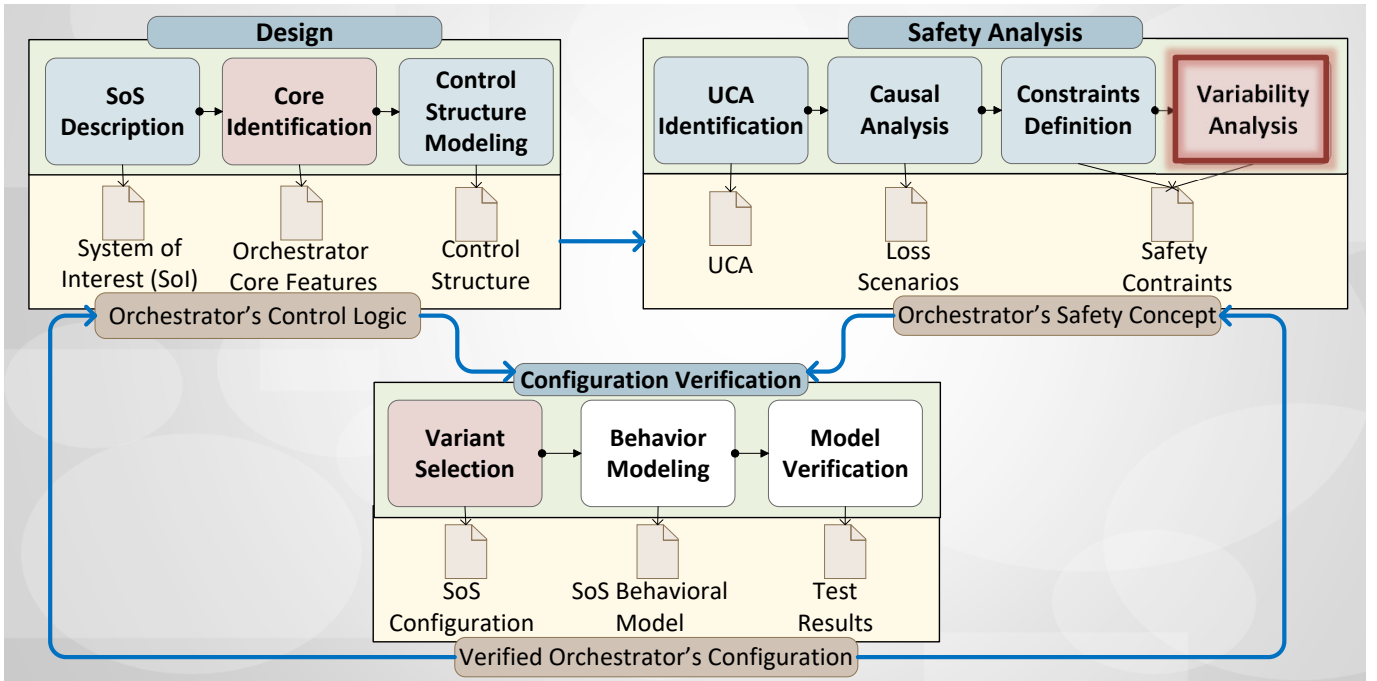 Design
SoS
Description
Core
Identification
Control
Structure
Modeling
System of
Interest (SoI)
Orchestrator
Core Features
Control
Structure
Orchestrator's Control Logic
Safety Analysis
UCA
Identification
Causal
Analysis
Constraints
Definition
Variability
Analysis
UCA
Loss
Scenarios
Safety
Contraints
Orchestrator's Safety Concept
Configuration Verification
Variant
Selection
Behavior
Modeling
Model
Verification
SoS
Configuration
SoS Behavioral
Model
Test
Results
Verified Orchestrator's Configuration